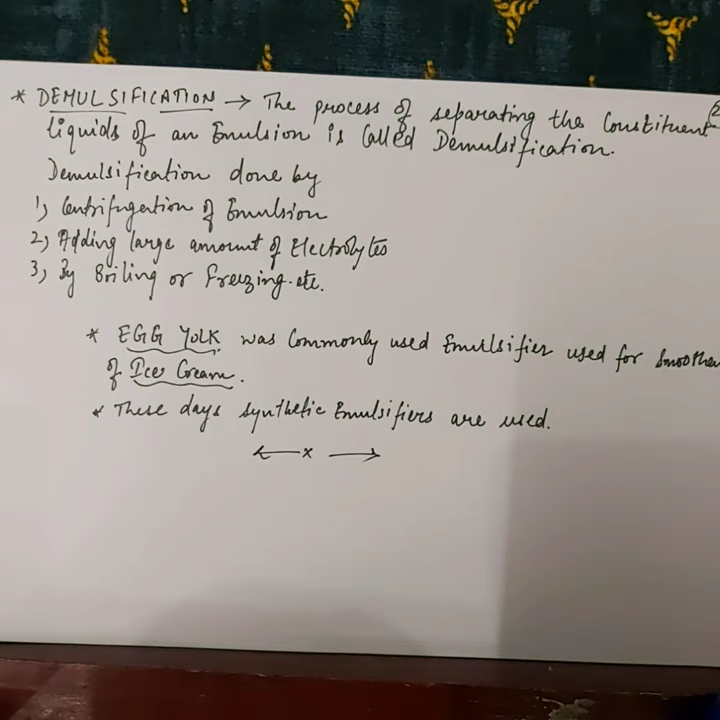 * DEMULSIFICATION → The process of separating the Constituent
liquids of an Emulsion is Called Demulsification.
Demulsification done by
1) Centrifugation of Emulsion
2) Adding large amount of Electrolytes
3) By Boiling or freezing.etc.
* EGG YOLK was Commonly used Emulsifier used for Smoothen
of Ice Cream.
* These days synthetic Emulsifiers are used.
← x →